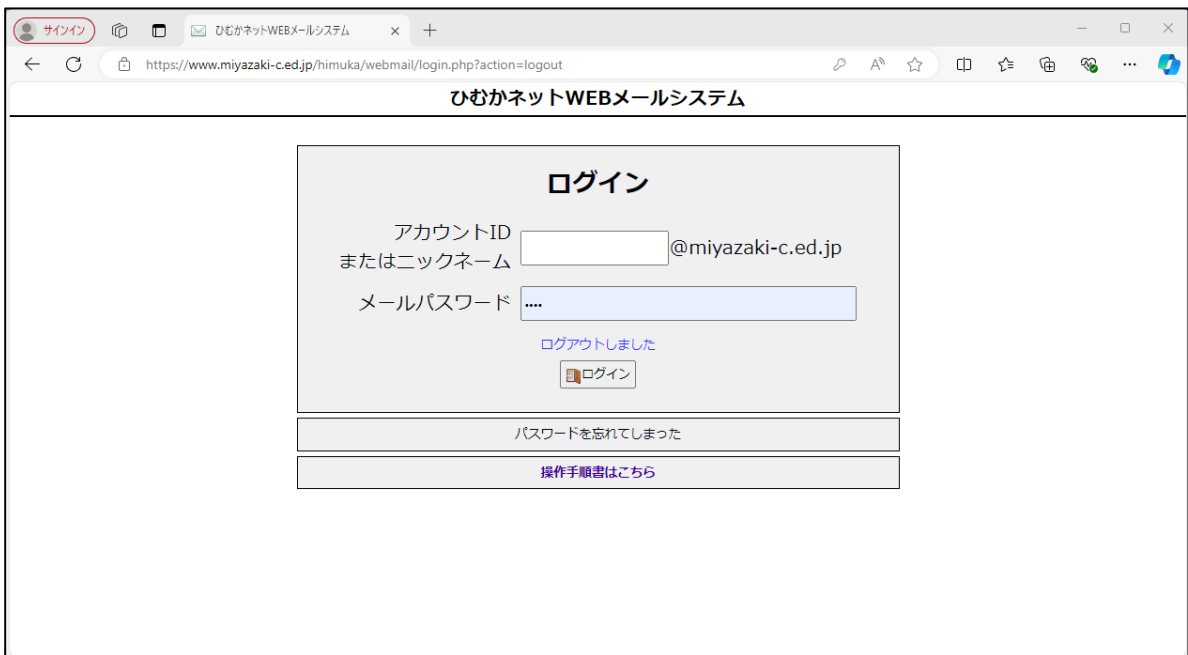 サインイン
ひむかネットWEBメールシステム
https://www.miyazaki-c.ed.jp/himuka/webmail/login.php?action=logout
ひむかネットWEBメールシステム
ログイン
アカウントID
またはニックネーム
@miyazaki-c.ed.jp
メールパスワード
ログアウトしました
ログイン
パスワードを忘れてしまった
操作手順書はこちら